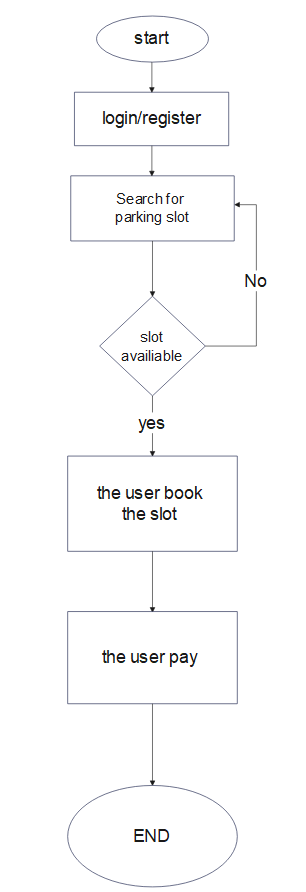 start
login/register
Search for
parking slot
No
slot
availiable
yes
the user book
the slot
the user pay
END